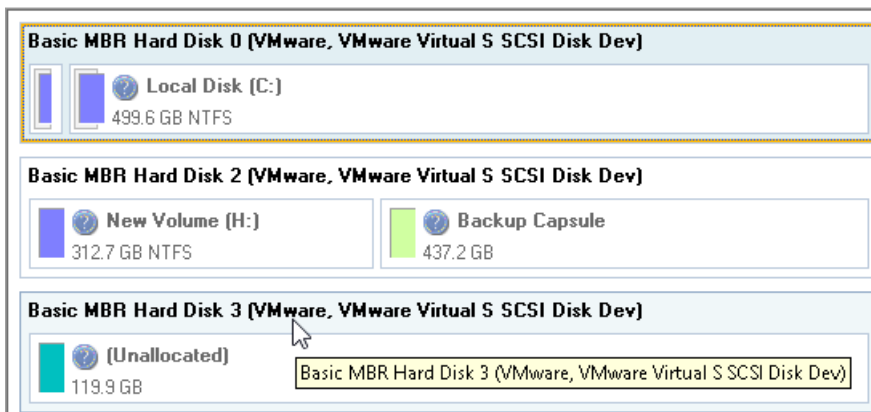 Basic MBR Hard Disk 0 (VMware, VMware Virtual S SCSI Disk Dev)
Local Disk (C:)
499.6 GB NTFS
Basic MBR Hard Disk 2 (VMware, VMware Virtual S SCSI Disk Dev)
New Volume (H:)
312.7 GB NTFS
Backup Capsule
437.2 GB
Basic MBR Hard Disk 3 (VMware, VMware Virtual S SCSI Disk Dev)
(Unallocated)
119.9 GB
Basic MBR Hard Disk 3 (VMware, VMware Virtual S SCSI Disk Dev)